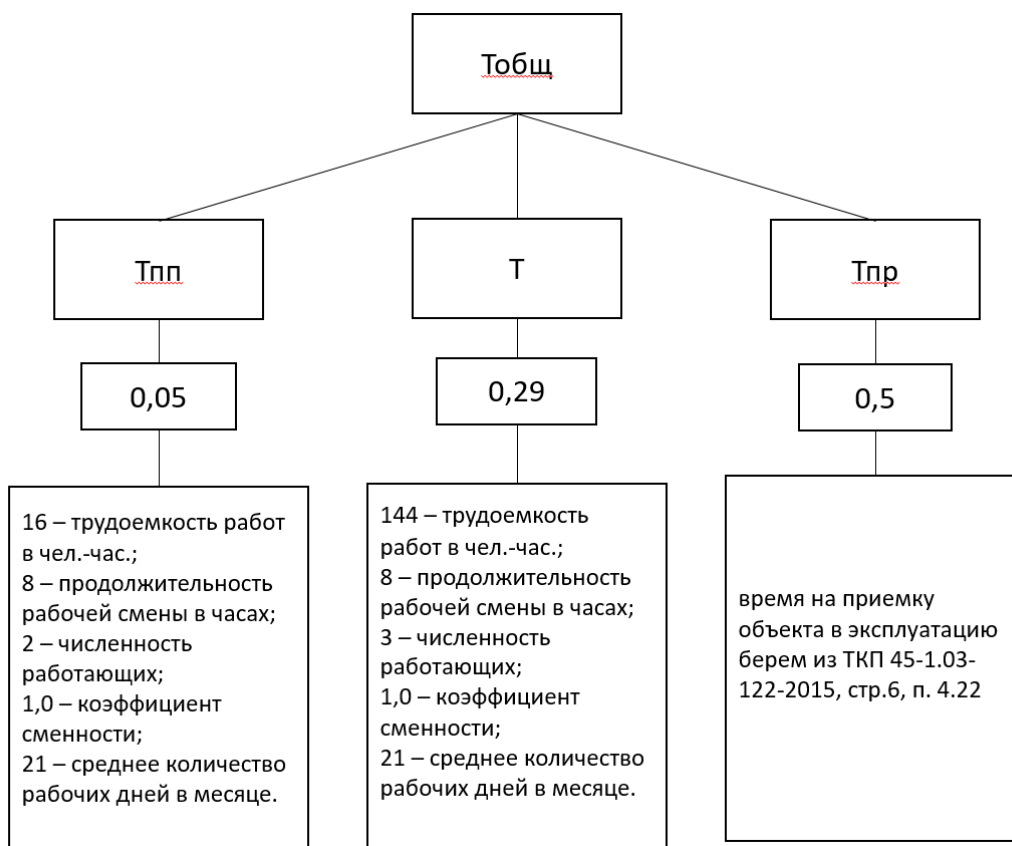 Тобщ
Тпп
Т
Тпр
0,05
0,29
0,5
16 – трудоемкость работ
в чел.-час.;
8 – продолжительность
рабочей смены в часах;
2 – численность
работающих;
1,0 – коэффициент
сменности;
21 – среднее количество
рабочих дней в месяце.
144 – трудоемкость
работ в чел.-час.;
8 – продолжительность
рабочей смены в часах;
3 – численность
работающих;
1,0 – коэффициент
сменности;
21 – среднее количество
рабочих дней в месяце.
время на приемку
объекта в эксплуатацию
берем из ТКП 45-1.03-
122-2015, стр.6, п. 4.22